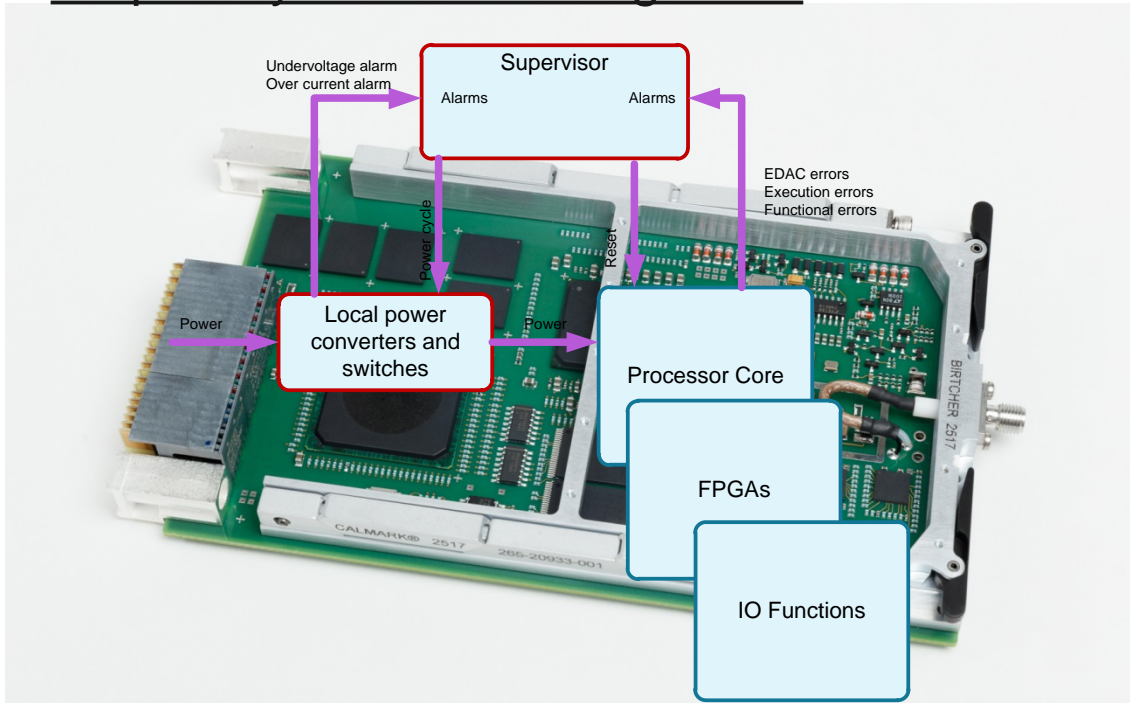 Undervoltage alarm
Over current alarm
Supervisor
Alarms
Alarms
EDAC errors
Execution errors
Functional errors
Power cycle
Reset
Power
Local power
converters and
switches
Power
Processor Core
FPGAs
IO Functions
BIRTCHER 2517
CALMARK® 2517
265-20933-001